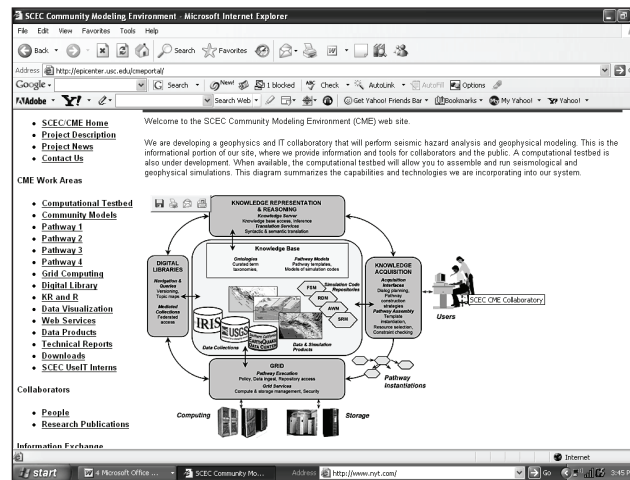 SCEC Community Modeling Environment - Microsoft Internet Explorer
File Edit View Favorites Tools Help
Back Search Favorites
Address http://epicenter.usc.edu/cmeportal/
Google Search New! 1 blocked Check AutoLink AutoFill Options
Adobe Y! Search Web Get Yahoo! Friends Bar Bookmarks My Yahoo! Yahoo!
SCEC/CME Home
Project Description
Project News
Contact Us
CME Work Areas
Computational Testbed
Community Models
Pathway 1
Pathway 2
Pathway 3
Pathway 4
Grid Computing
Digital Library
KR and R
Data Visualization
Web Services
Data Products
Technical Reports
Downloads
SCEC UseIT Interns
Collaborators
People
Research Publications
Information Exchange
Welcome to the SCEC Community Modeling Environment (CME) web site.
We are developing a geophysics and IT collaboratory that will perform seismic hazard analysis and geophysical modeling. This is the
informational portion of our site, where we provide information and tools for collaborators and the public. A computational testbed is
also under development. When available, the computational testbed will allow you to assemble and run seismological and
geophysical simulations. This diagram summarizes the capabilities and technologies we are incorporating into our system.
KNOWLEDGE REPRESENTATION
& REASONING
Knowledge Server
Knowledge base access, Inference
Translation Services
Syntactic & semantic translation
DIGITAL
LIBRARIES
Navigation &
Queries
Versioning,
Topic maps
Mediated
Collections
Federated
access
Knowledge Base
Ontologies
Curated term
taxonomies,
Pathway Models
Pathway templates,
Models of simulation codes
Simulation Code
Repositories
FSM
RDM
AWM
SRM
IRIS
USGS
EARTHQUAKE
DATA CENTER
Data Collections
Data & Simulation
Products
KNOWLEDGE
ACQUISITION
Acquisition
Interfaces
Dialog planning,
Pathway
construction
strategies
Pathway Assembly
Template
instantiation,
Resource selection,
Constraint checking
Users
SCEC CME Collaboratory
GRID
Pathway Execution
Policy, Data ingest, Repository access
Grid Services
Compute & storage management, Security
Pathway
Instantiations
Computing
Storage
Internet
start 4 Microsoft Office ... SCEC Community Mo... Address http://www.nyt.com/ Go 3:45 P